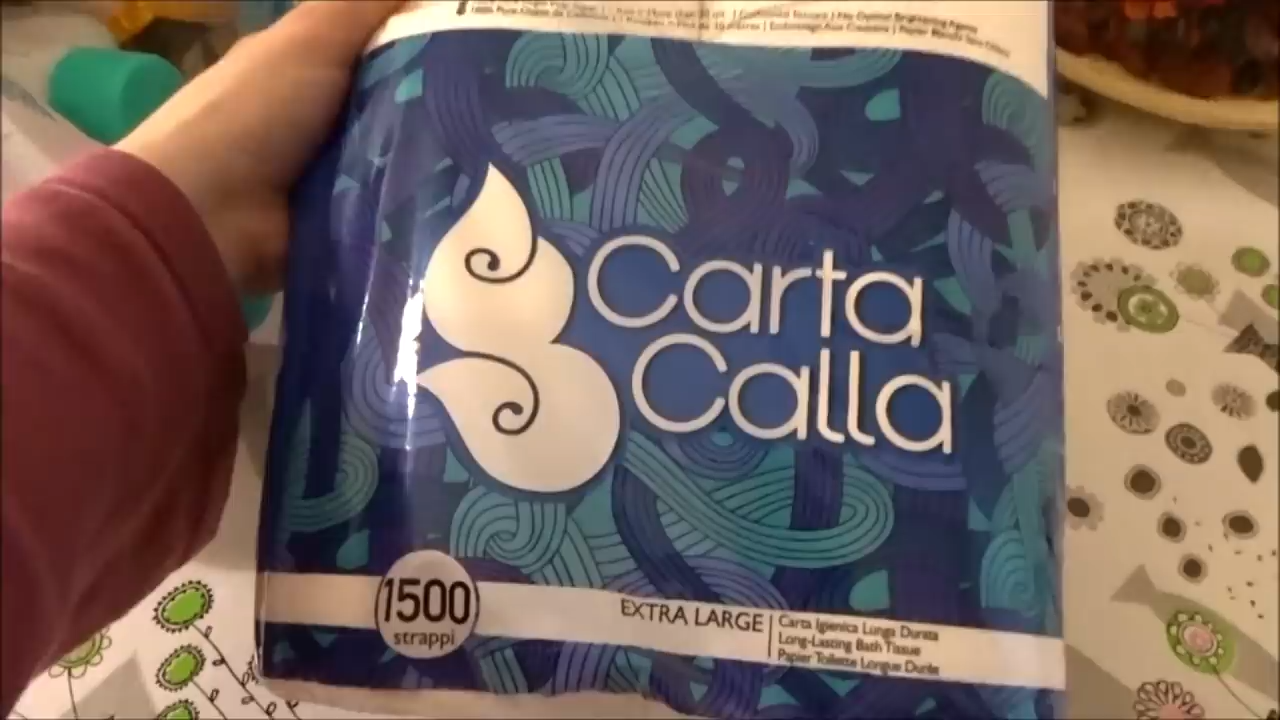 Carta
Calla
1500
strappi
EXTRA LARGE
Carta Igienica Lunga Durata
Long-Lasting Bath Tissue
Papier Toilette Longue Durée